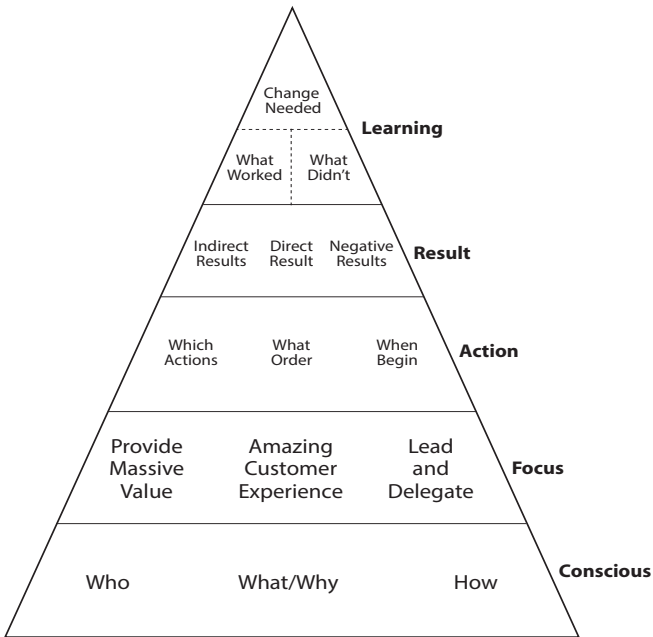 Change
Needed
Learning
What
Worked
What
Didn't
Indirect
Results
Direct
Result
Negative
Results
Result
Which
Actions
What
Order
When
Begin
Action
Provide
Massive
Value
Amazing
Customer
Experience
Lead
and
Delegate
Focus
Who
What/Why
How
Conscious